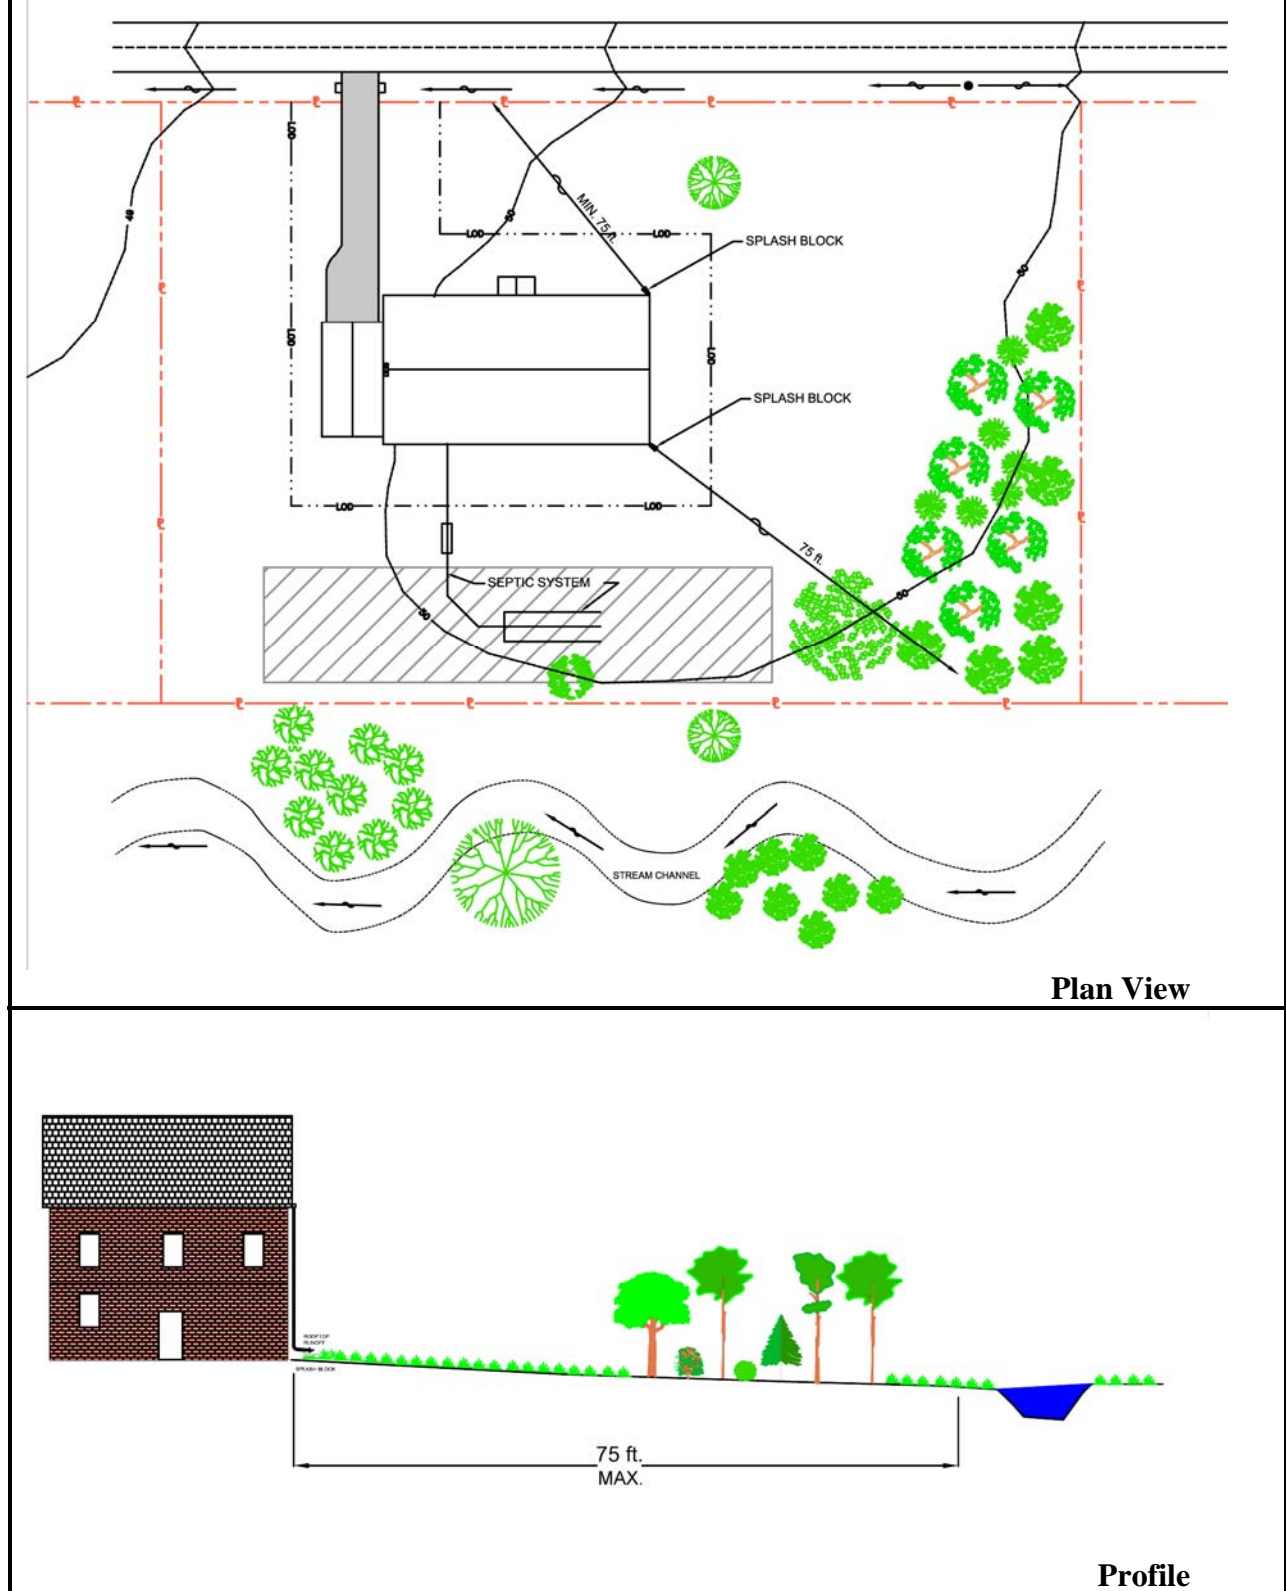 LOD
50
MIN. 75 ft.
LOD
LOD
SPLASH BLOCK
50
LOD
LOD
SPLASH BLOCK
LOD
LOD
75 ft.
SEPTIC SYSTEM
50
50
STREAM CHANNEL
Plan View
ROOFTOP
RUNOFF
SPLASH BLOCK
75 ft.
MAX.
Profile